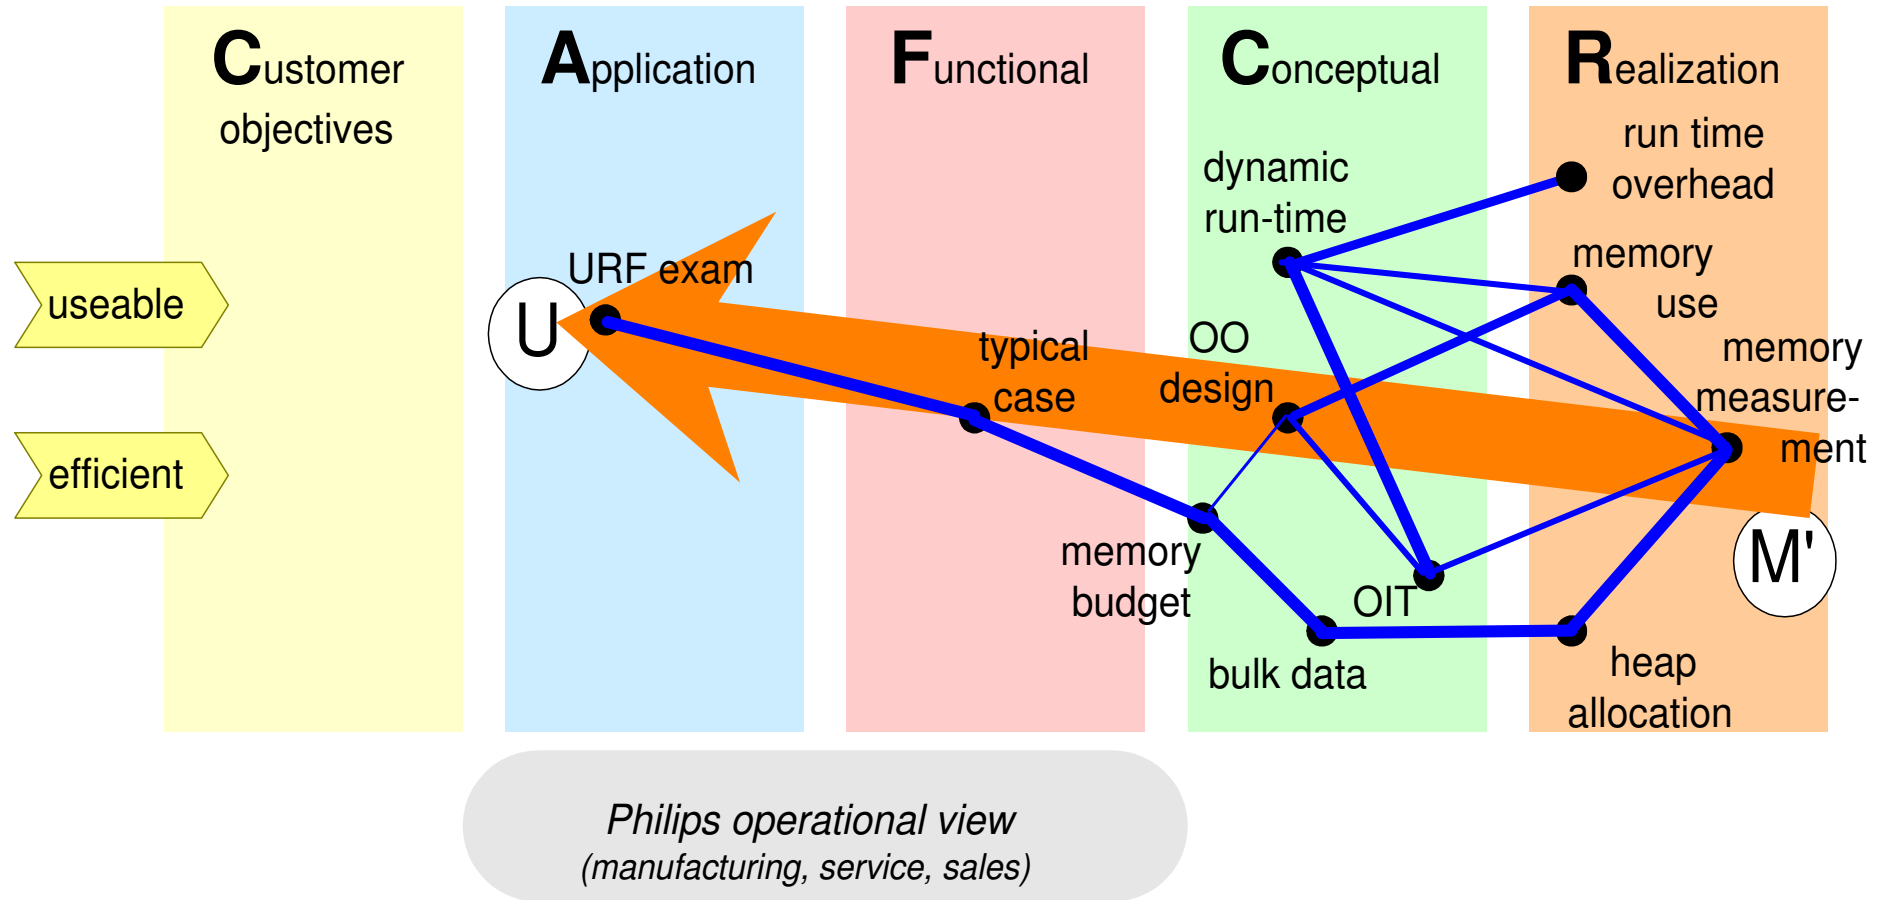 Customer
objectives
Application
Functional
Conceptual
Realization
run time
overhead
dynamic
run-time
memory
use
URF exam
useable
U
typical
case
OO
design
memory
measure-
ment
efficient
memory
budget
OIT
M'
bulk data
heap
allocation
Philips operational view
(manufacturing, service, sales)